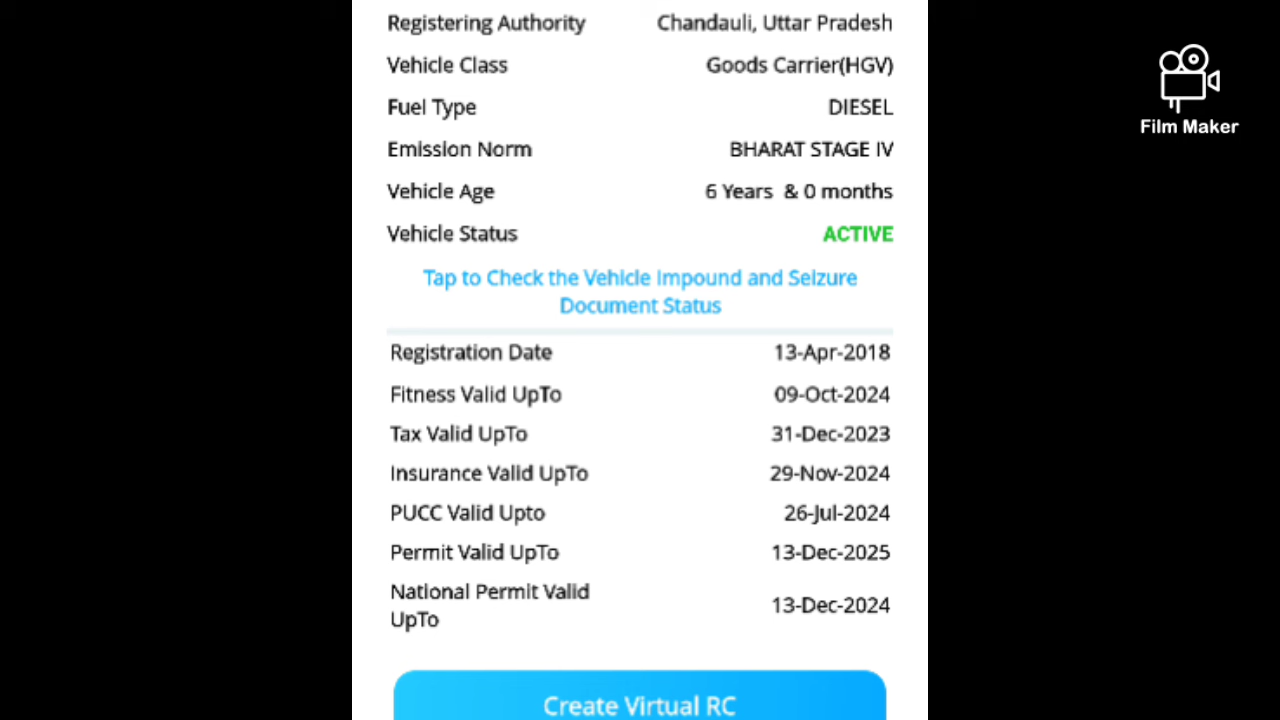 Registering Authority Chandauli, Uttar Pradesh
Vehicle Class Goods Carrier(HGV)
Fuel Type DIESEL
Emission Norm BHARAT STAGE IV
Vehicle Age 6 Years & 0 months
Vehicle Status ACTIVE
Tap to Check the Vehicle Impound and Seizure
Document Status
Registration Date 13-Apr-2018
Fitness Valid UpTo 09-Oct-2024
Tax Valid UpTo 31-Dec-2023
Insurance Valid UpTo 29-Nov-2024
PUCC Valid Upto 26-Jul-2024
Permit Valid UpTo 13-Dec-2025
National Permit Valid
UpTo 13-Dec-2024
Create Virtual RC
Film Maker